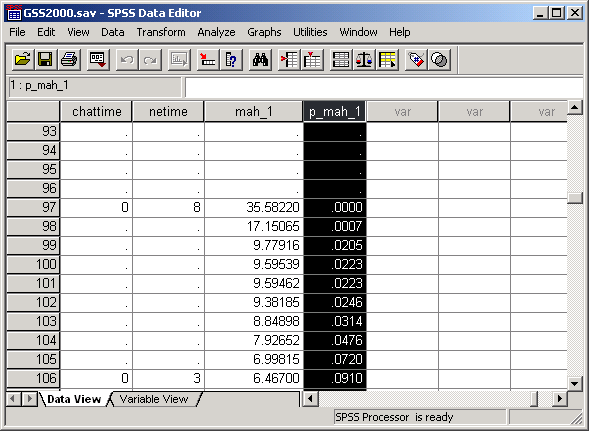 GSS2000.sav - SPSS Data Editor
File Edit View Data Transform Analyze Graphs Utilities Window Help
1 : p_mah_1
chattime netime mah_1 p_mah_1 var var var
93 . . . .
94 . . . .
95 . . . .
96 . . . .
97 0 8 35.58220 .0000
98 . . 17.15065 .0007
99 . . 9.77916 .0205
100 . . 9.59539 .0223
101 . . 9.59462 .0223
102 . . 9.38185 .0246
103 . . 8.84898 .0314
104 . . 7.92652 .0476
105 . . 6.99815 .0720
106 0 3 6.46700 .0910
Data View Variable View
SPSS Processor is ready